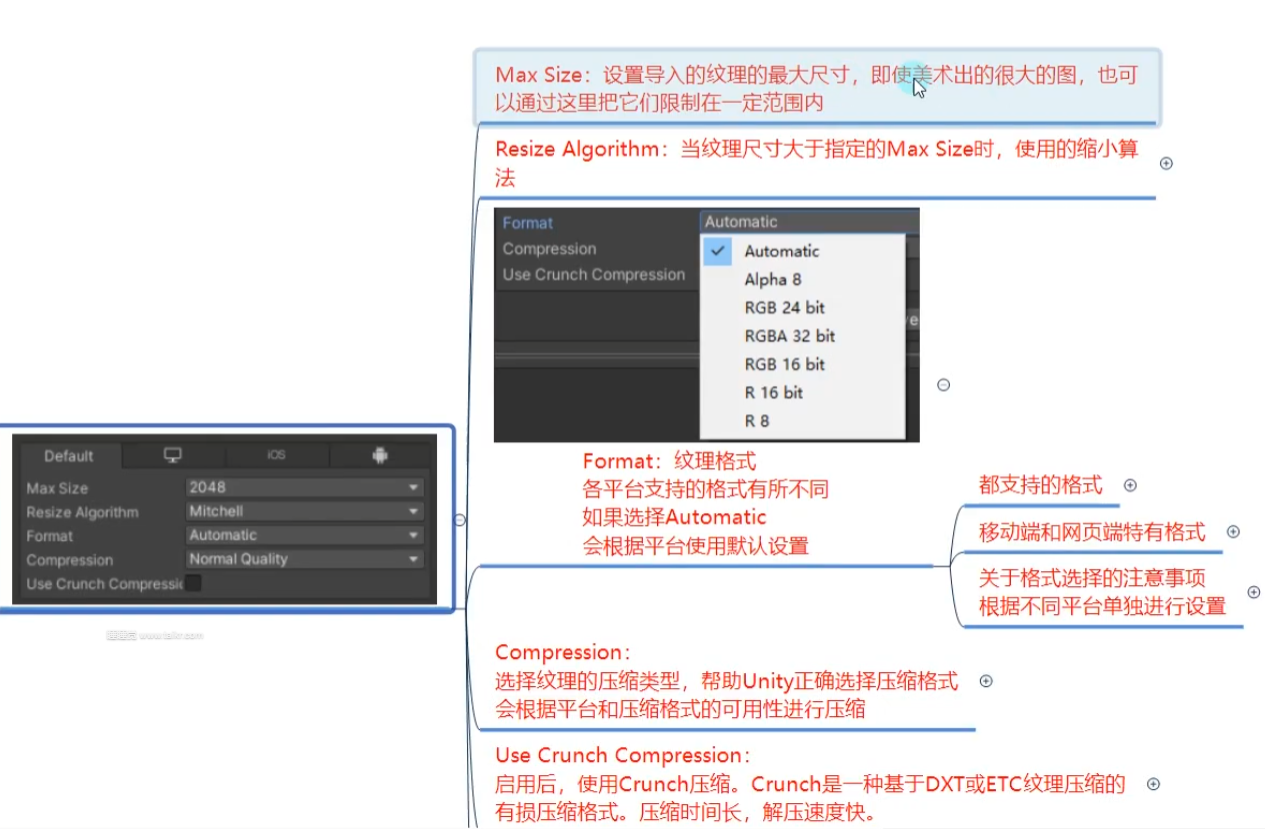 Max Size：设置导入的纹理的最大尺寸，即使美术出的很大的图，也可
以通过这里把它们限制在一定范围内
Resize Algorithm：当纹理尺寸大于指定的Max Size时，使用的缩小算
法
Format Automatic
Compression
Use Crunch Compression
Automatic
Alpha 8
RGB 24 bit
RGBA 32 bit
RGB 16 bit
R 16 bit
R 8
Format：纹理格式
各平台支持的格式有所不同
如果选择Automatic
会根据平台使用默认设置
都支持的格式
移动端和网页端特有格式
关于格式选择的注意事项
根据不同平台单独进行设置
Default iOS
Max Size 2048
Resize Algorithm Mitchell
Format Automatic
Compression Normal Quality
Use Crunch Compressi
Compression：
选择纹理的压缩类型，帮助Unity正确选择压缩格式
会根据平台和压缩格式的可用性进行压缩
Use Crunch Compression：
启用后，使用Crunch压缩。Crunch是一种基于DXT或ETC纹理压缩的
有损压缩格式。压缩时间长，解压速度快。